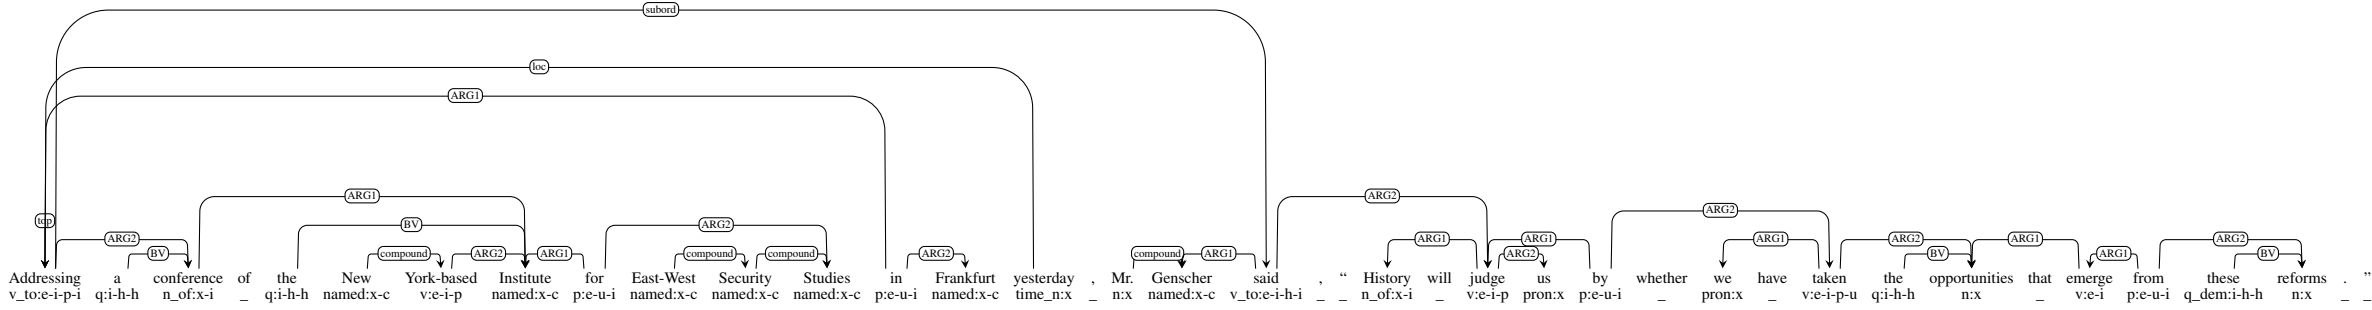 subord
loc
ARG1
ARG1 ARG2
BV ARG2 ARG2
top ARG2 ARG1 ARG1 ARG1 ARG2 ARG1 ARG2
BV compound ARG2 ARG1 compound compound ARG2 compound ARG1 ARG2 BV ARG1 BV
Addressing a conference of the New York-based Institute for East-West Security Studies in Frankfurt yesterday , Mr. Genscher said , “ History will judge us by whether we have taken the opportunities that emerge from these reforms . ”
v_to:e-i-p-i q:i-h-h n_of:x-i _ q:i-h-h named:x-c v:e-i-p named:x-c p:e-u-i named:x-c named:x-c named:x-c p:e-u-i named:x-c time_n:x _ n:x named:x-c v_to:e-i-h-i _ _ n_of:x-i _ v:e-i-p pron:x p:e-u-i _ pron:x _ v:e-i-p-u q:i-h-h n:x _ v:e-i p:e-u-i q_dem:i-h-h n:x _ _